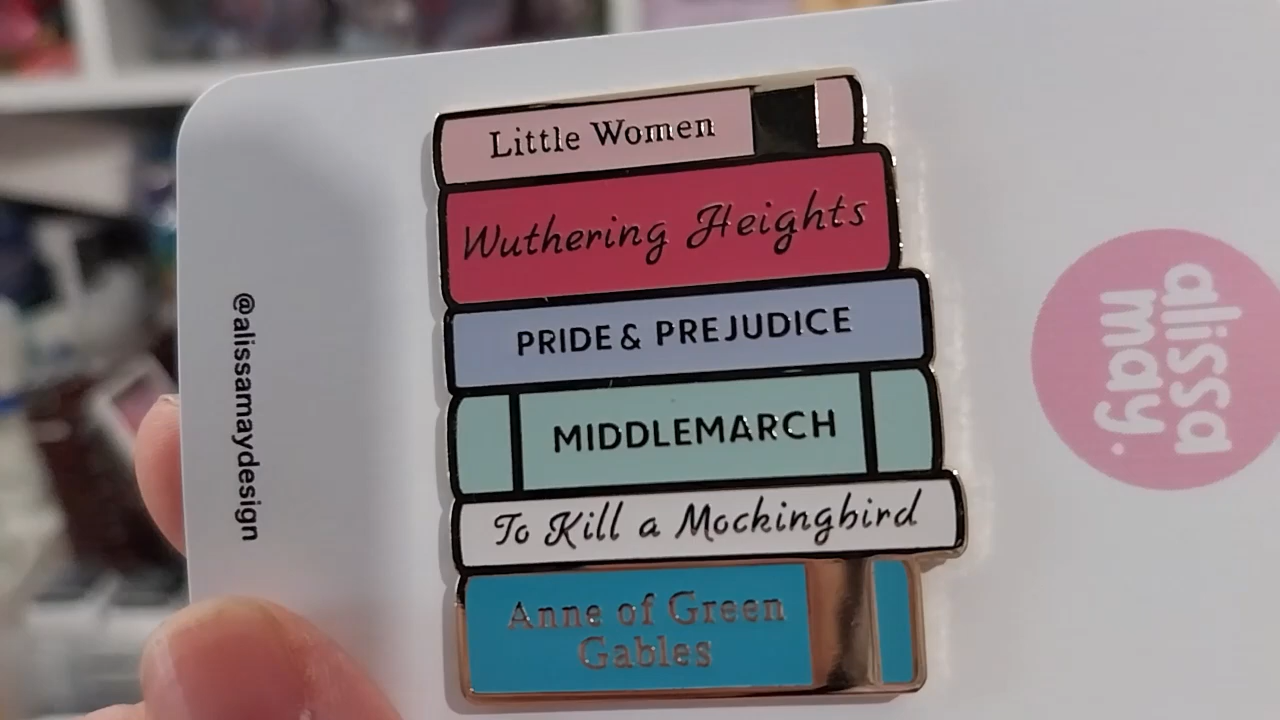 Little Women
Wuthering Heights
PRIDE & PREJUDICE
MIDDLEMARCH
To Kill a Mockingbird
Anne of Green
Gables
@alissamaydesign
alissa
may.